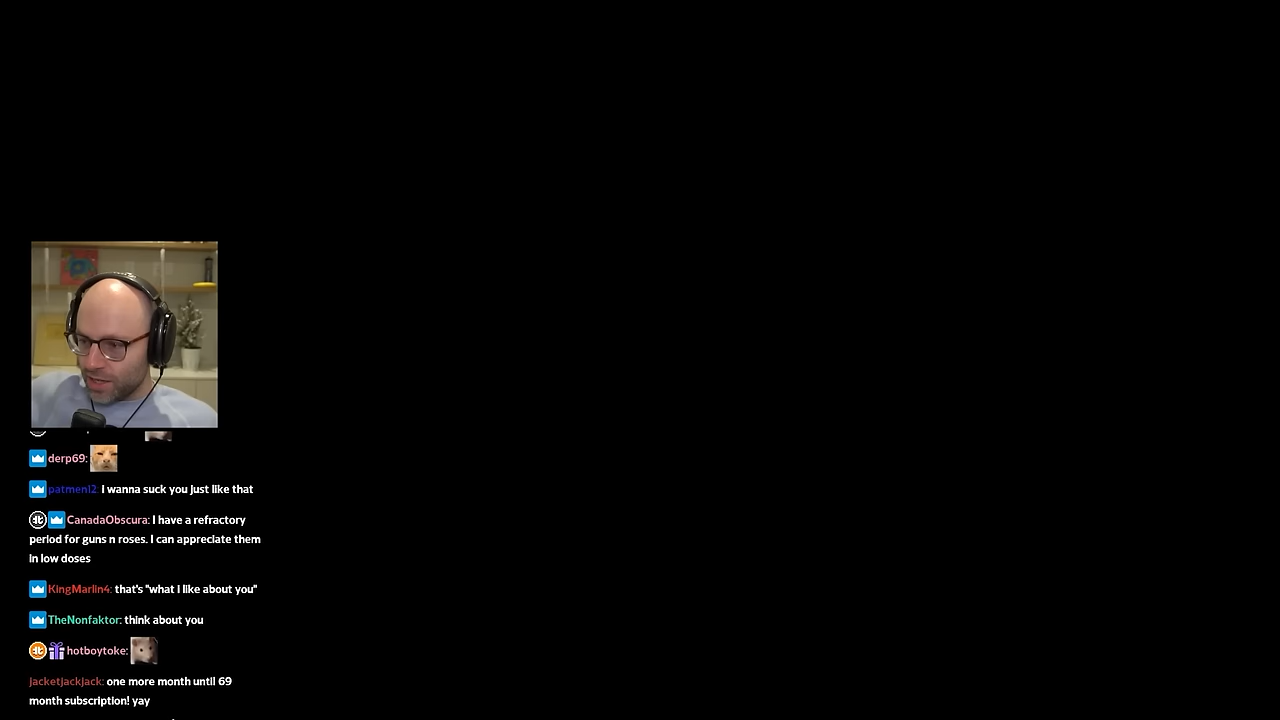 derp69:
patmen12: I wanna suck you just like that
CanadaObscura: I have a refractory
period for guns n roses. I can appreciate them
in low doses
KingMarlin4: that's "what I like about you"
TheNonfaktor: think about you
hotboytoke:
jacketjackjack: one more month until 69
month subscription! yay